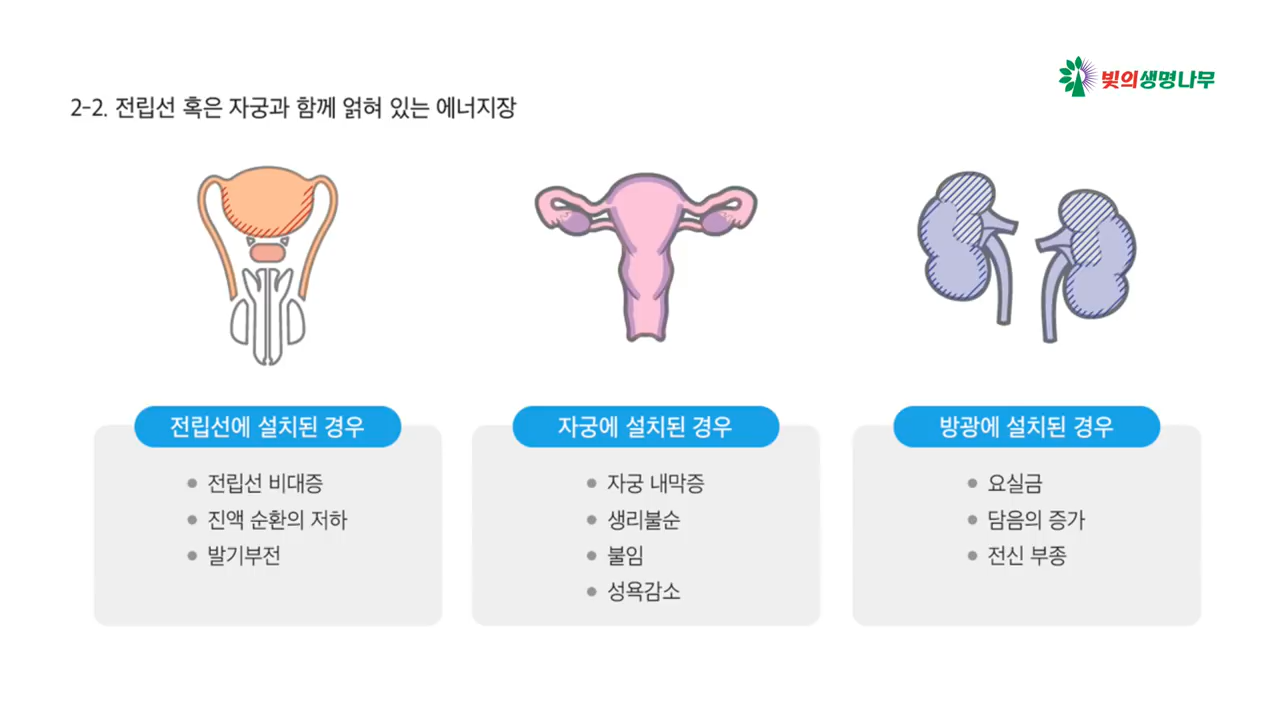 빛의생명나무
2-2. 전립선 혹은 자궁과 함께 얽혀 있는 에너지장
전립선에 설치된 경우
전립선 비대증
진액 순환의 저하
발기부전
자궁에 설치된 경우
자궁 내막증
생리불순
불임
성욕감소
방광에 설치된 경우
요실금
담음의 증가
전신 부종